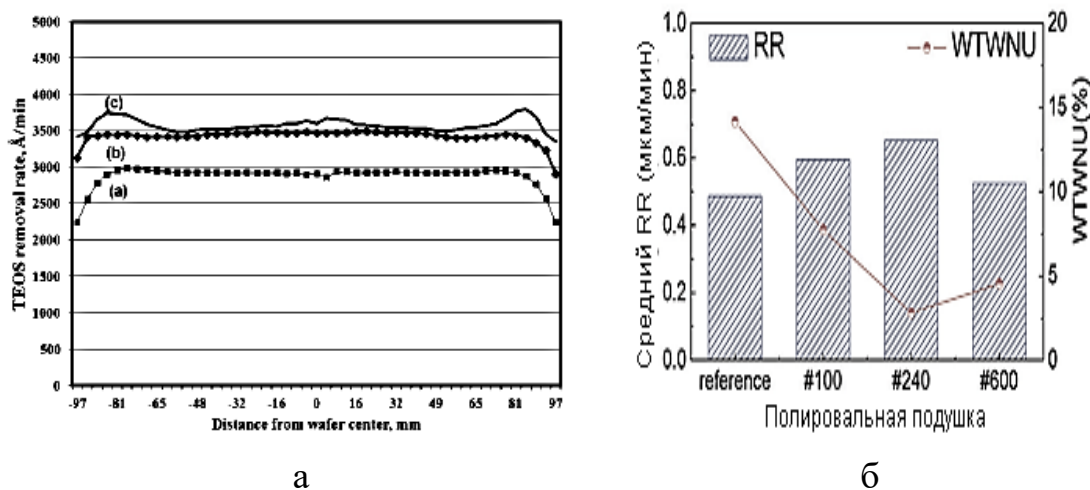 5000
4500
4000
3500
3000
2500
2000
1500
1000
500
0
TEOS removal rate, Å/min
(c)
(b)
(a)
-97 -81 -65 -48 -32 -16 0 16 32 49 65 81 97
Distance from wafer center, mm
а
1.0
0.8
0.6
0.4
0.2
0.0
Средний RR (мкм/мин)
RR
WTWNU
20
15
10
5
0
WTWNU(%)
reference #100 #240 #600
Полировальная подушка
б